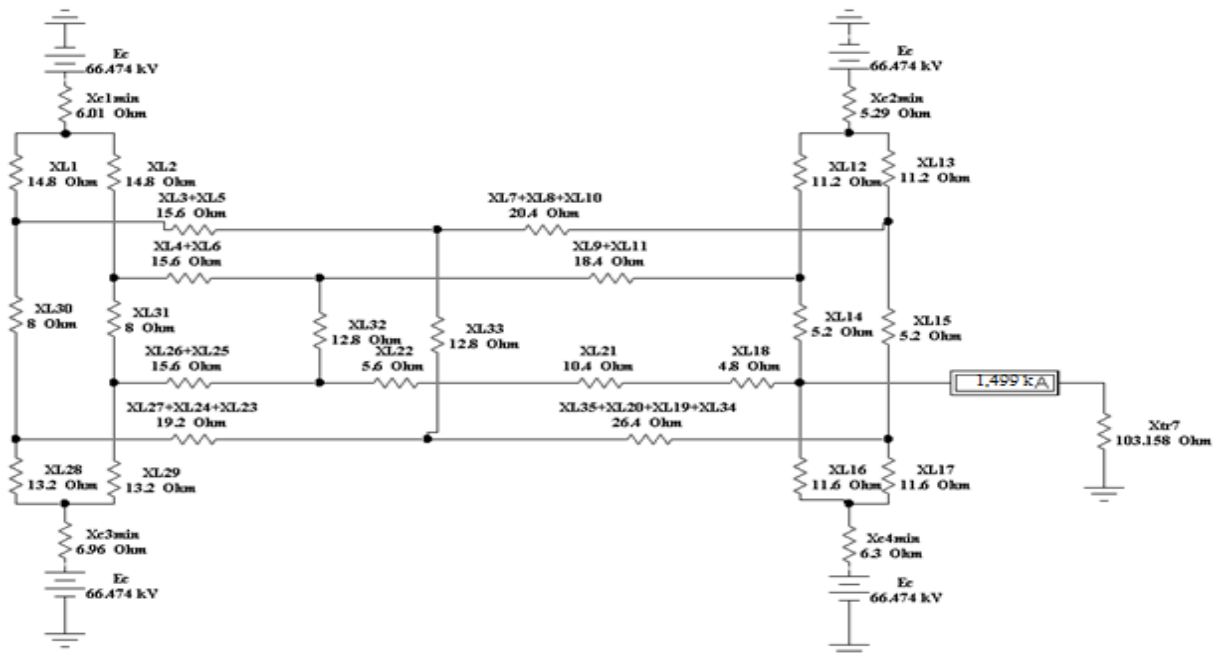 Ec
66.474 kV
Xc1min
6.01 Ohm
Ec
66.474 kV
Xc2min
5.29 Ohm
XL1
14.8 Ohm
XL2
14.8 Ohm
XL12
11.2 Ohm
XL13
11.2 Ohm
XL3+XL5
15.6 Ohm
XL7+XL8+XL10
20.4 Ohm
XL4+XL6
15.6 Ohm
XL9+XL11
18.4 Ohm
XL30
8 Ohm
XL31
8 Ohm
XL32
12.8 Ohm
XL33
12.8 Ohm
XL14
5.2 Ohm
XL15
5.2 Ohm
XL26+XL25
15.6 Ohm
XL22
5.6 Ohm
XL21
10.4 Ohm
XL18
4.8 Ohm
1,499 kA
XL27+XL24+XL23
19.2 Ohm
XL35+XL20+XL19+XL34
26.4 Ohm
Xtr7
103.158 Ohm
XL28
13.2 Ohm
XL29
13.2 Ohm
XL16
11.6 Ohm
XL17
11.6 Ohm
Xc3min
6.96 Ohm
Ec
66.474 kV
Xc4min
6.3 Ohm
Ec
66.474 kV